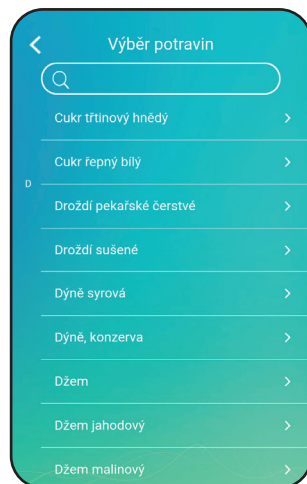 Výběr potravin
Cukr třtinový hnědý
Cukr řepný bílý
D
Droždí pekařské čerstvé
Droždí sušené
Dýně syrová
Dýně, konzerva
Džem
Džem jahodový
Džem malinový